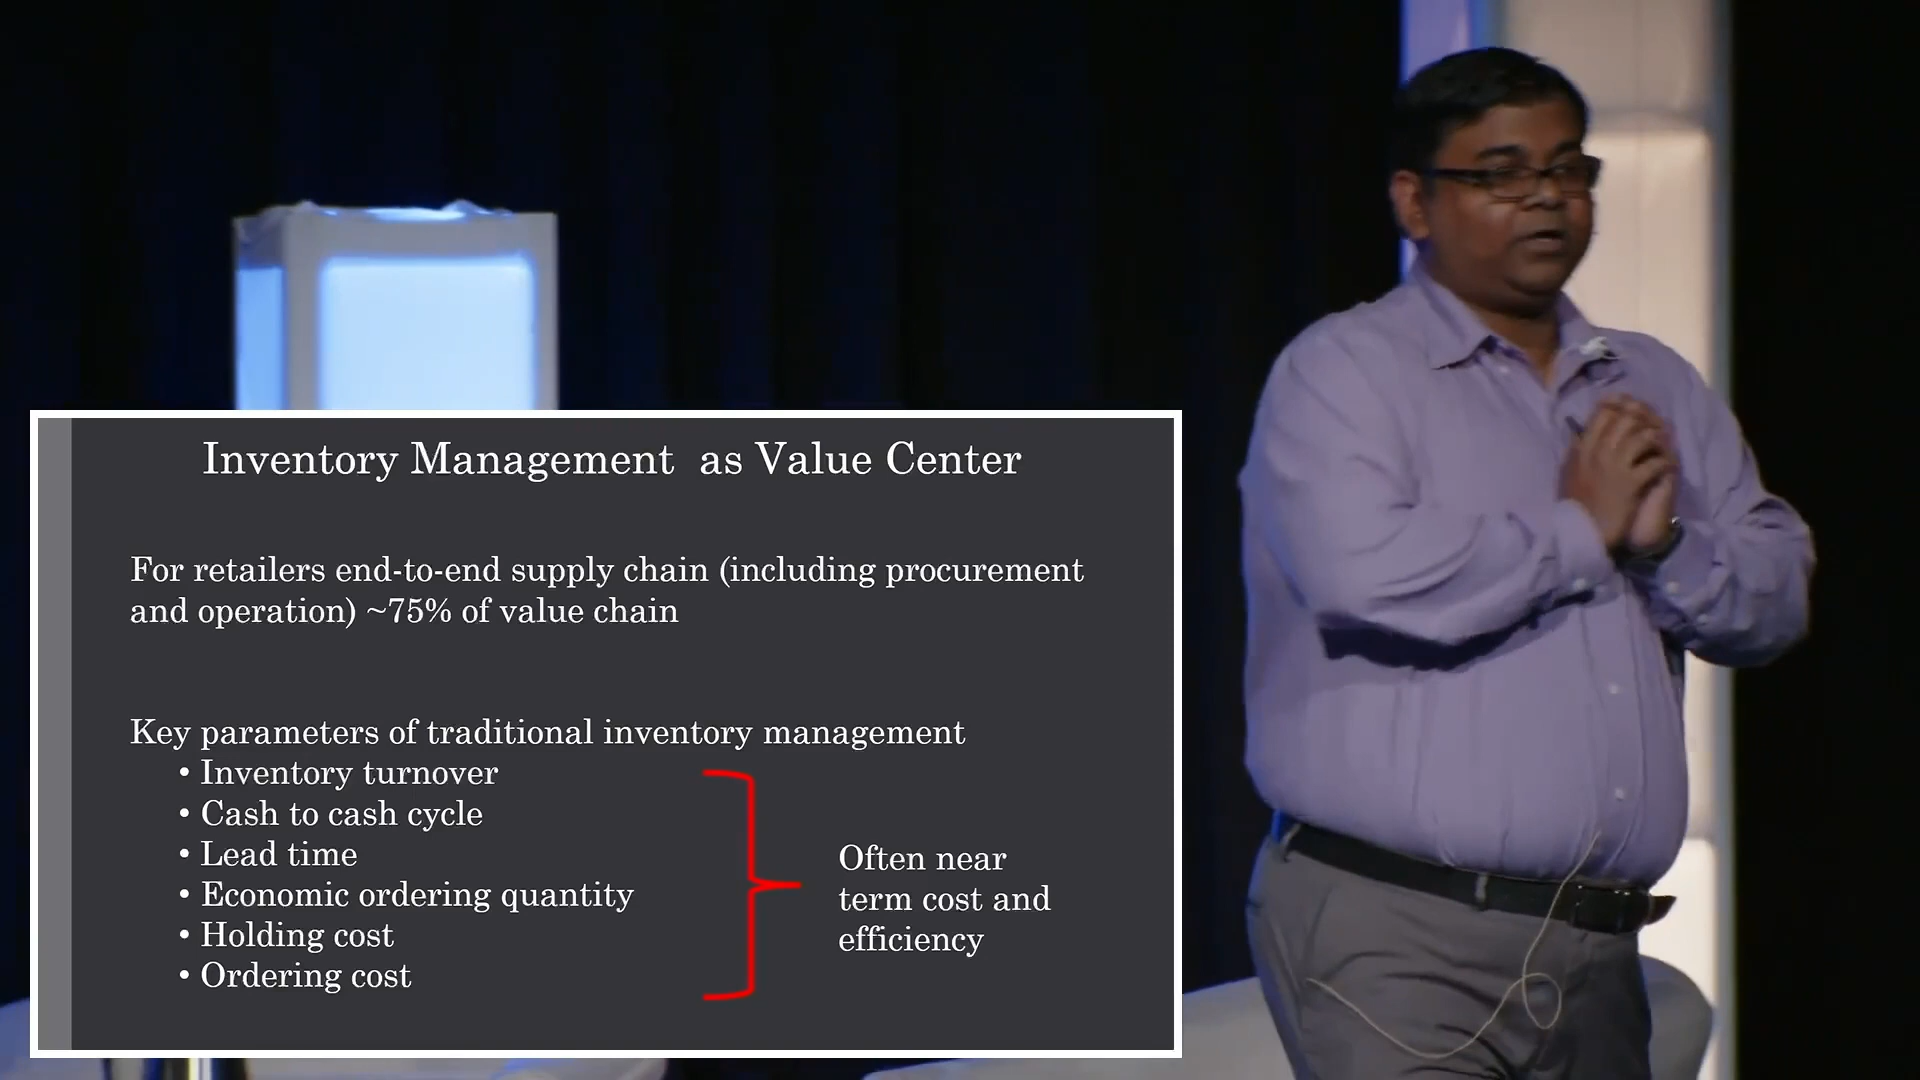 Inventory Management as Value Center
For retailers end-to-end supply chain (including procurement
and operation) ~75% of value chain
Key parameters of traditional inventory management
• Inventory turnover
• Cash to cash cycle
• Lead time
• Economic ordering quantity
• Holding cost
• Ordering cost
Often near
term cost and
efficiency